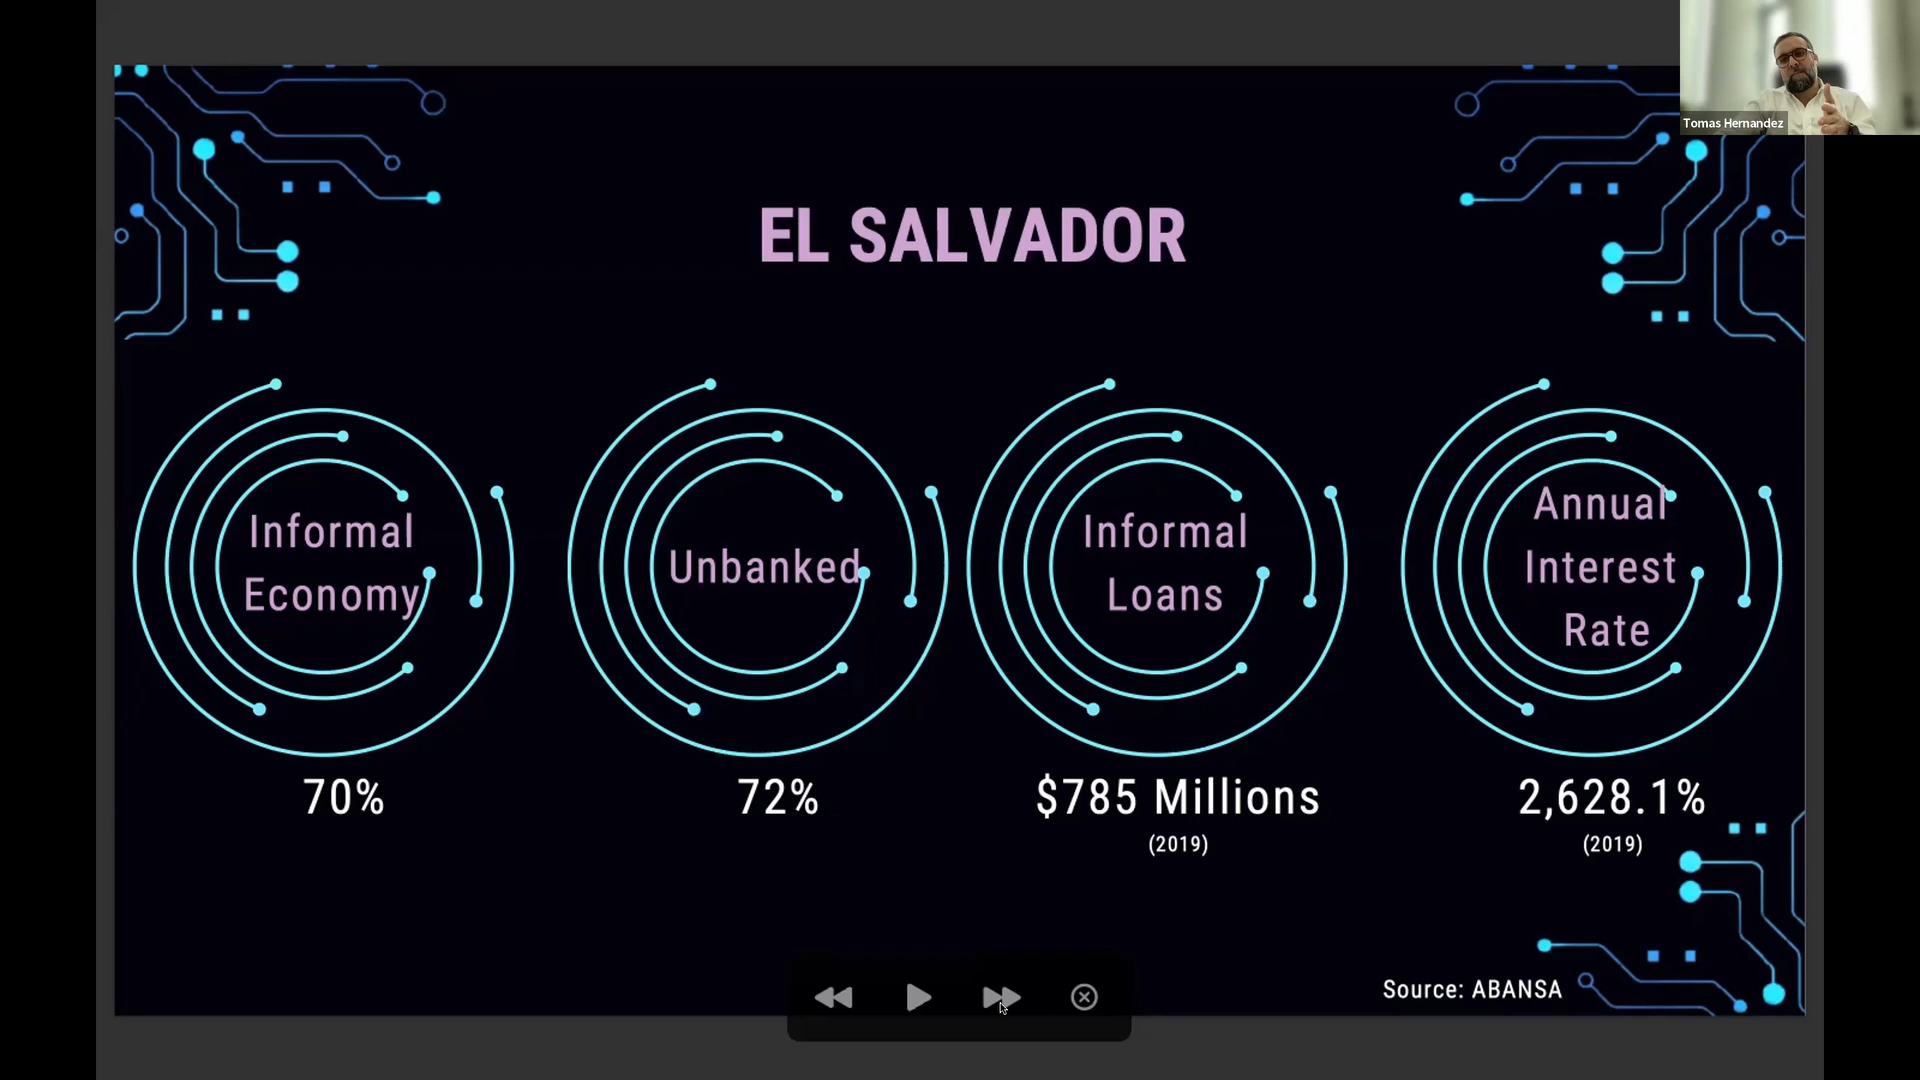 Tomas Hernandez
EL SALVADOR
Informal
Economy
70%
Unbanked
72%
Informal
Loans
$785 Millions
(2019)
Annual
Interest
Rate
2,628.1%
(2019)
Source: ABANSA